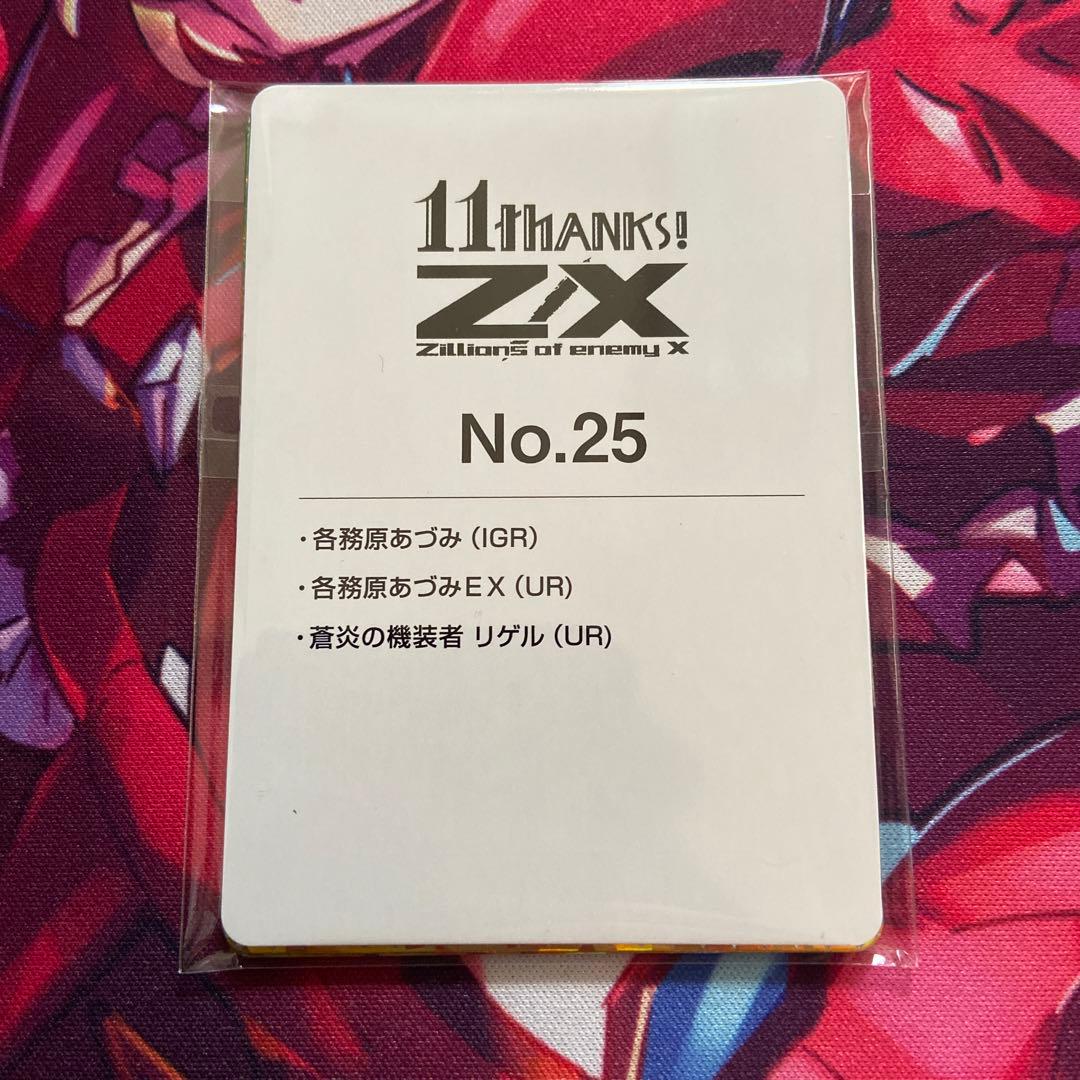 11thANKS!
Z/X
Zillions of enemy X
No.25
・各務原あづみ（IGR）
・各務原あづみＥＸ（UR）
・蒼炎の機装者 リゲル（UR）